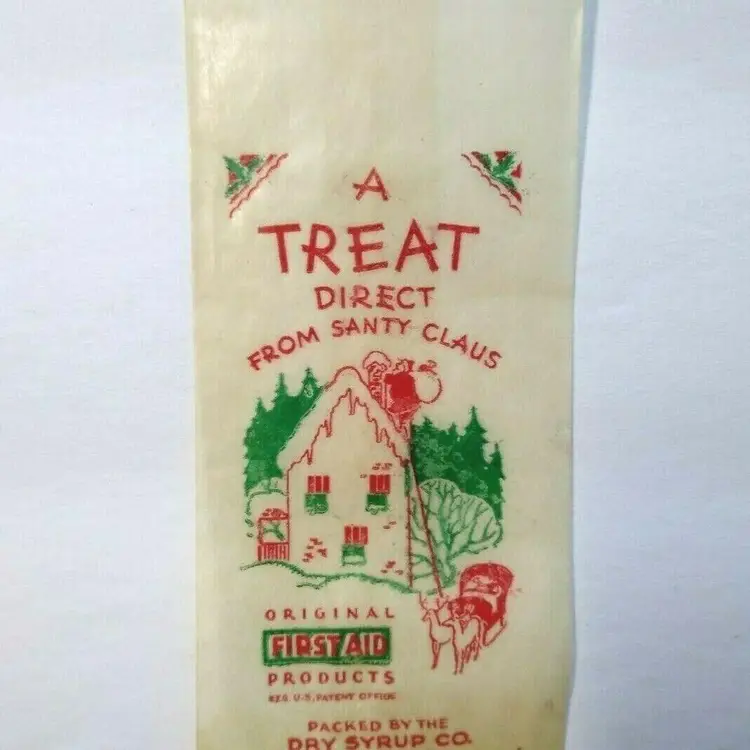 A
TREAT
DIRECT
FROM SANTY CLAUS
ORIGINAL
FIRST AID
PRODUCTS
REG. U.S. PATENT OFFICE
PACKED BY THE
DRY SYRUP CO.